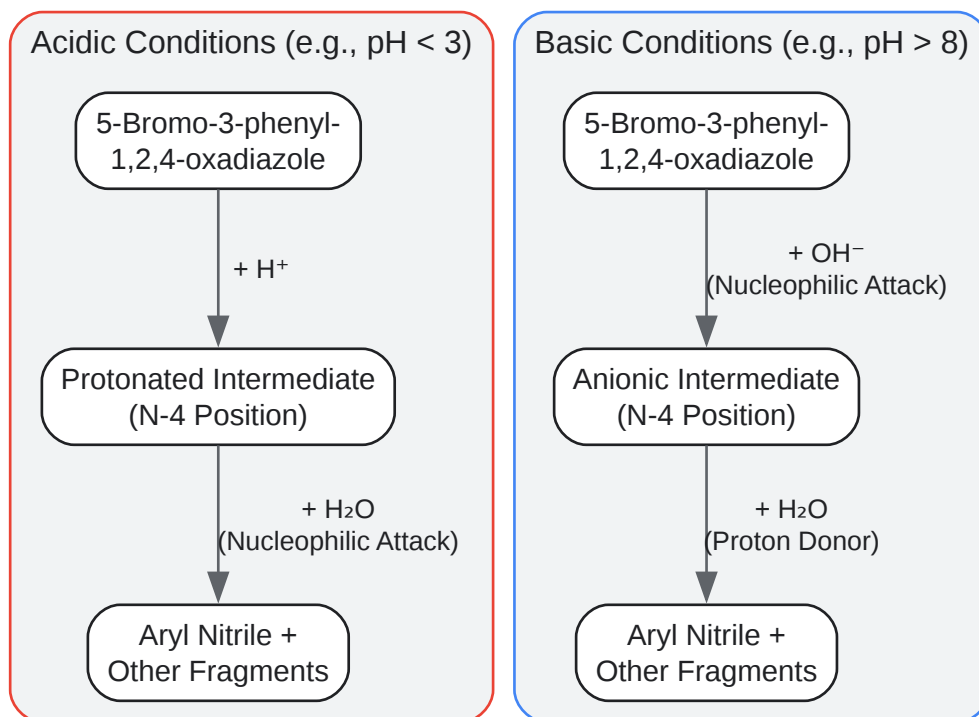 Acidic Conditions (e.g., pH < 3)
5-Bromo-3-phenyl-
1,2,4-oxadiazole
+ H⁺
Protonated Intermediate
(N-4 Position)
+ H₂O
(Nucleophilic Attack)
Aryl Nitrile +
Other Fragments
Basic Conditions (e.g., pH > 8)
5-Bromo-3-phenyl-
1,2,4-oxadiazole
+ OH⁻
(Nucleophilic Attack)
Anionic Intermediate
(N-4 Position)
+ H₂O
(Proton Donor)
Aryl Nitrile +
Other Fragments